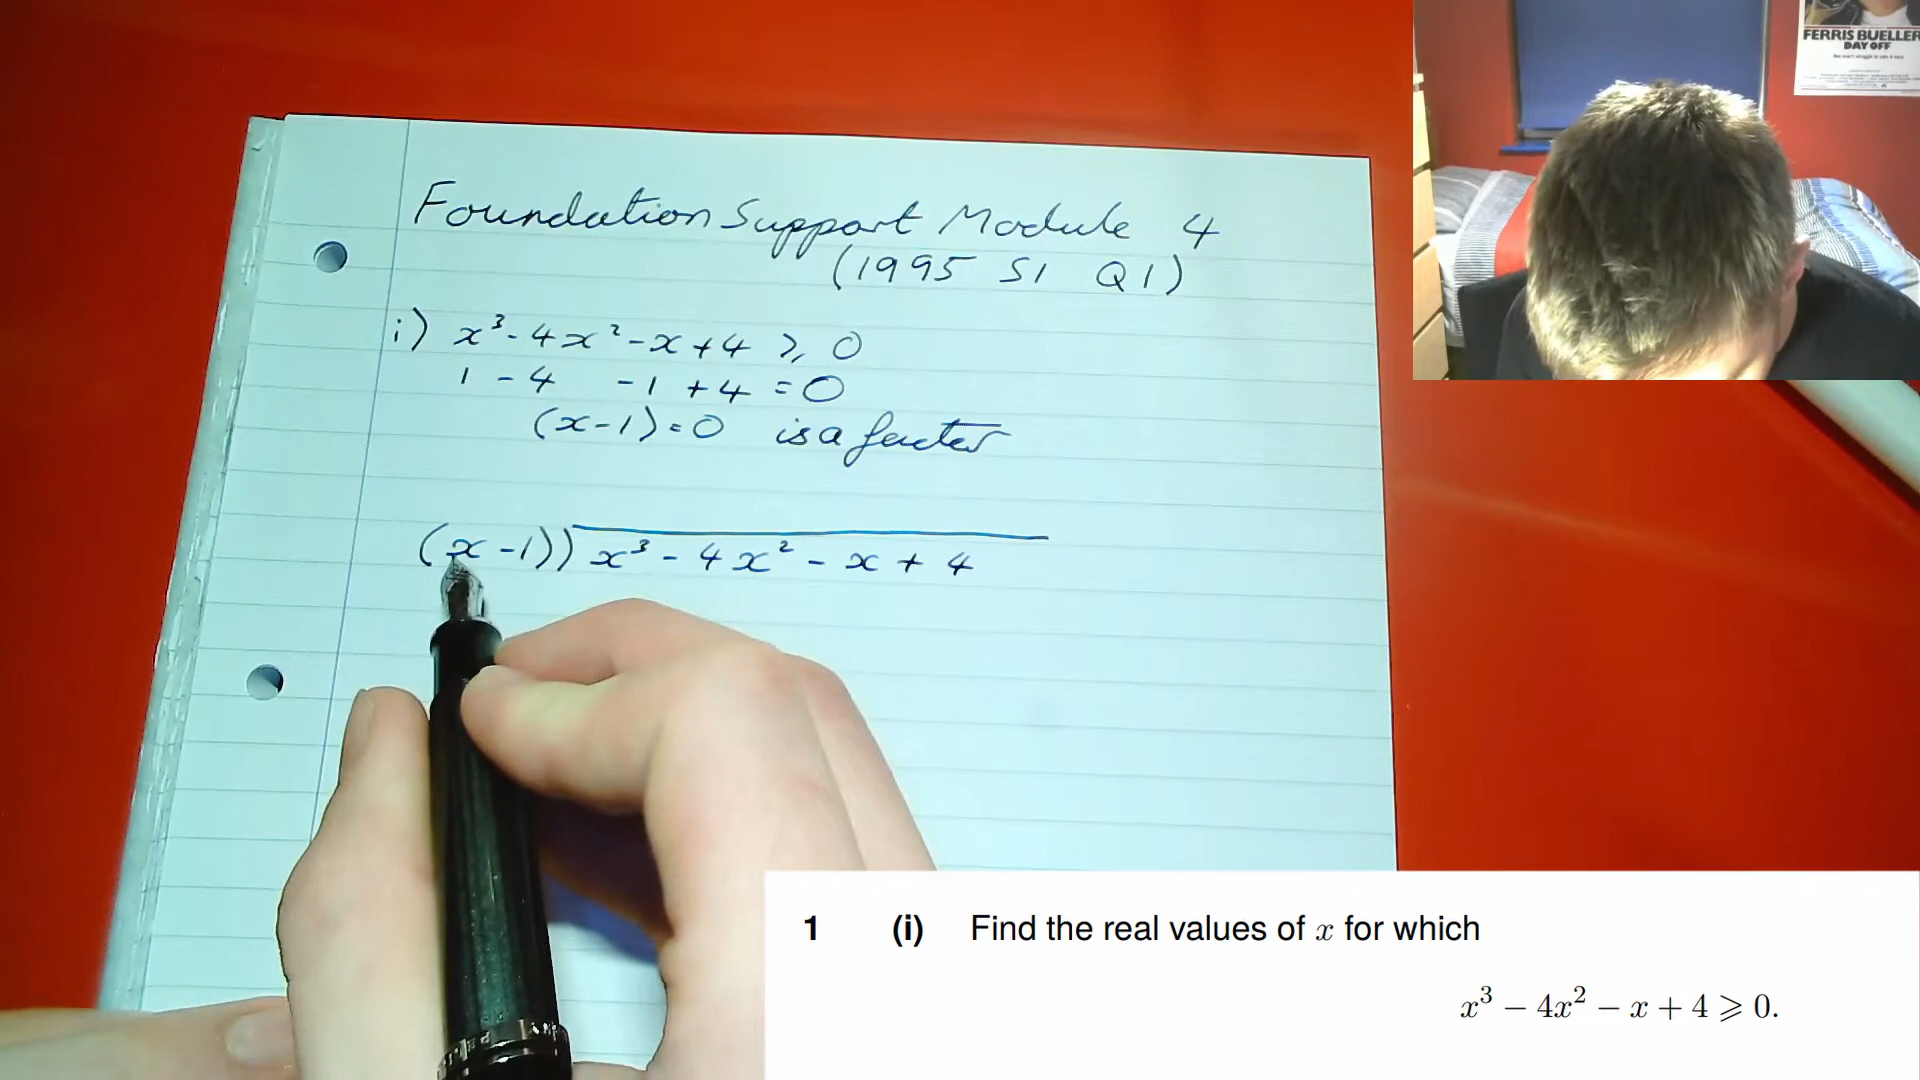 Foundation Support Module 4
(1995 S1 Q1)
i) x³ - 4x² - x + 4 ⩾ 0
1 - 4 - 1 + 4 = 0
(x-1) = 0 is a factor
(x-1)) x³ - 4x² - x + 4
FERRIS BUELLER
DAY OFF
1 (i) Find the real values of x for which
x³ − 4x² − x + 4 ⩾ 0.